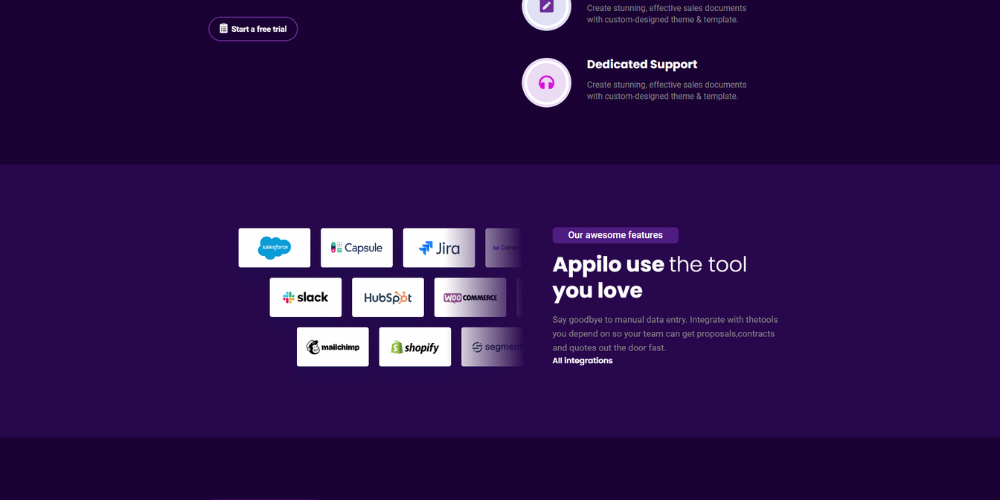 Start a free trial
Create stunning, effective sales documents
with custom-designed theme & template.
Dedicated Support
Create stunning, effective sales documents
with custom-designed theme & template.
salesforce
Capsule
Jira
slack
HubSpot
WOO COMMERCE
mailchimp
shopify
segment
Our awesome features
Appilo use the tool
you love
Say goodbye to manual data entry. Integrate with thetools
you depend on so your team can get proposals,contracts
and quotes out the door fast.
All integrations